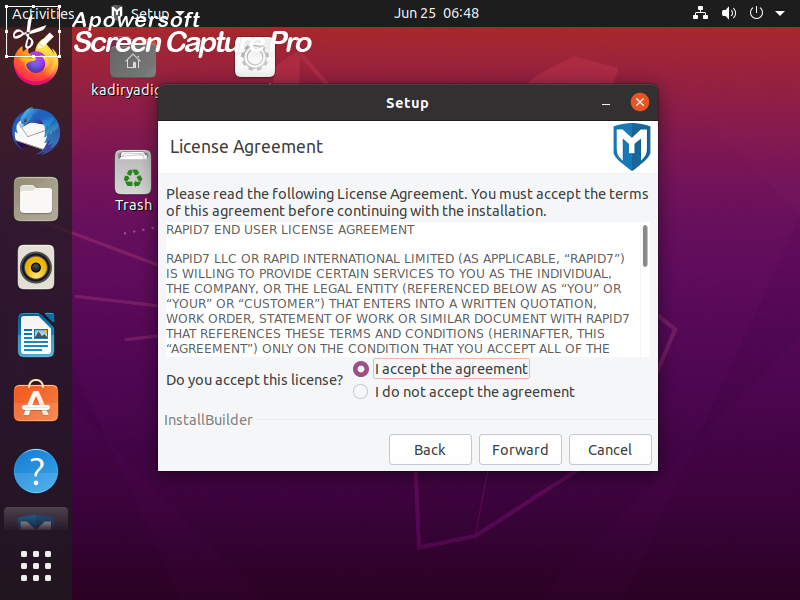 Activities
Setup
Jun 25  06:48
Apowersoft
Screen Capture Pro
Trash
Setup
License Agreement
Please read the following License Agreement. You must accept the terms
of this agreement before continuing with the installation.
RAPID7 END USER LICENSE AGREEMENT
RAPID7 LLC OR RAPID INTERNATIONAL LIMITED (AS APPLICABLE, “RAPID7”)
IS WILLING TO PROVIDE CERTAIN SERVICES TO YOU AS THE INDIVIDUAL,
THE COMPANY, OR THE LEGAL ENTITY (REFERENCED BELOW AS “YOU” OR
“YOUR” OR “CUSTOMER”) THAT ENTERS INTO A WRITTEN QUOTATION,
WORK ORDER, STATEMENT OF WORK OR SIMILAR DOCUMENT WITH RAPID7
THAT REFERENCES THESE TERMS AND CONDITIONS (HERINAFTER, THIS
“AGREEMENT”) ONLY ON THE CONDITION THAT YOU ACCEPT ALL OF THE
Do you accept this license?
I accept the agreement
I do not accept the agreement
InstallBuilder
Back
Forward
Cancel